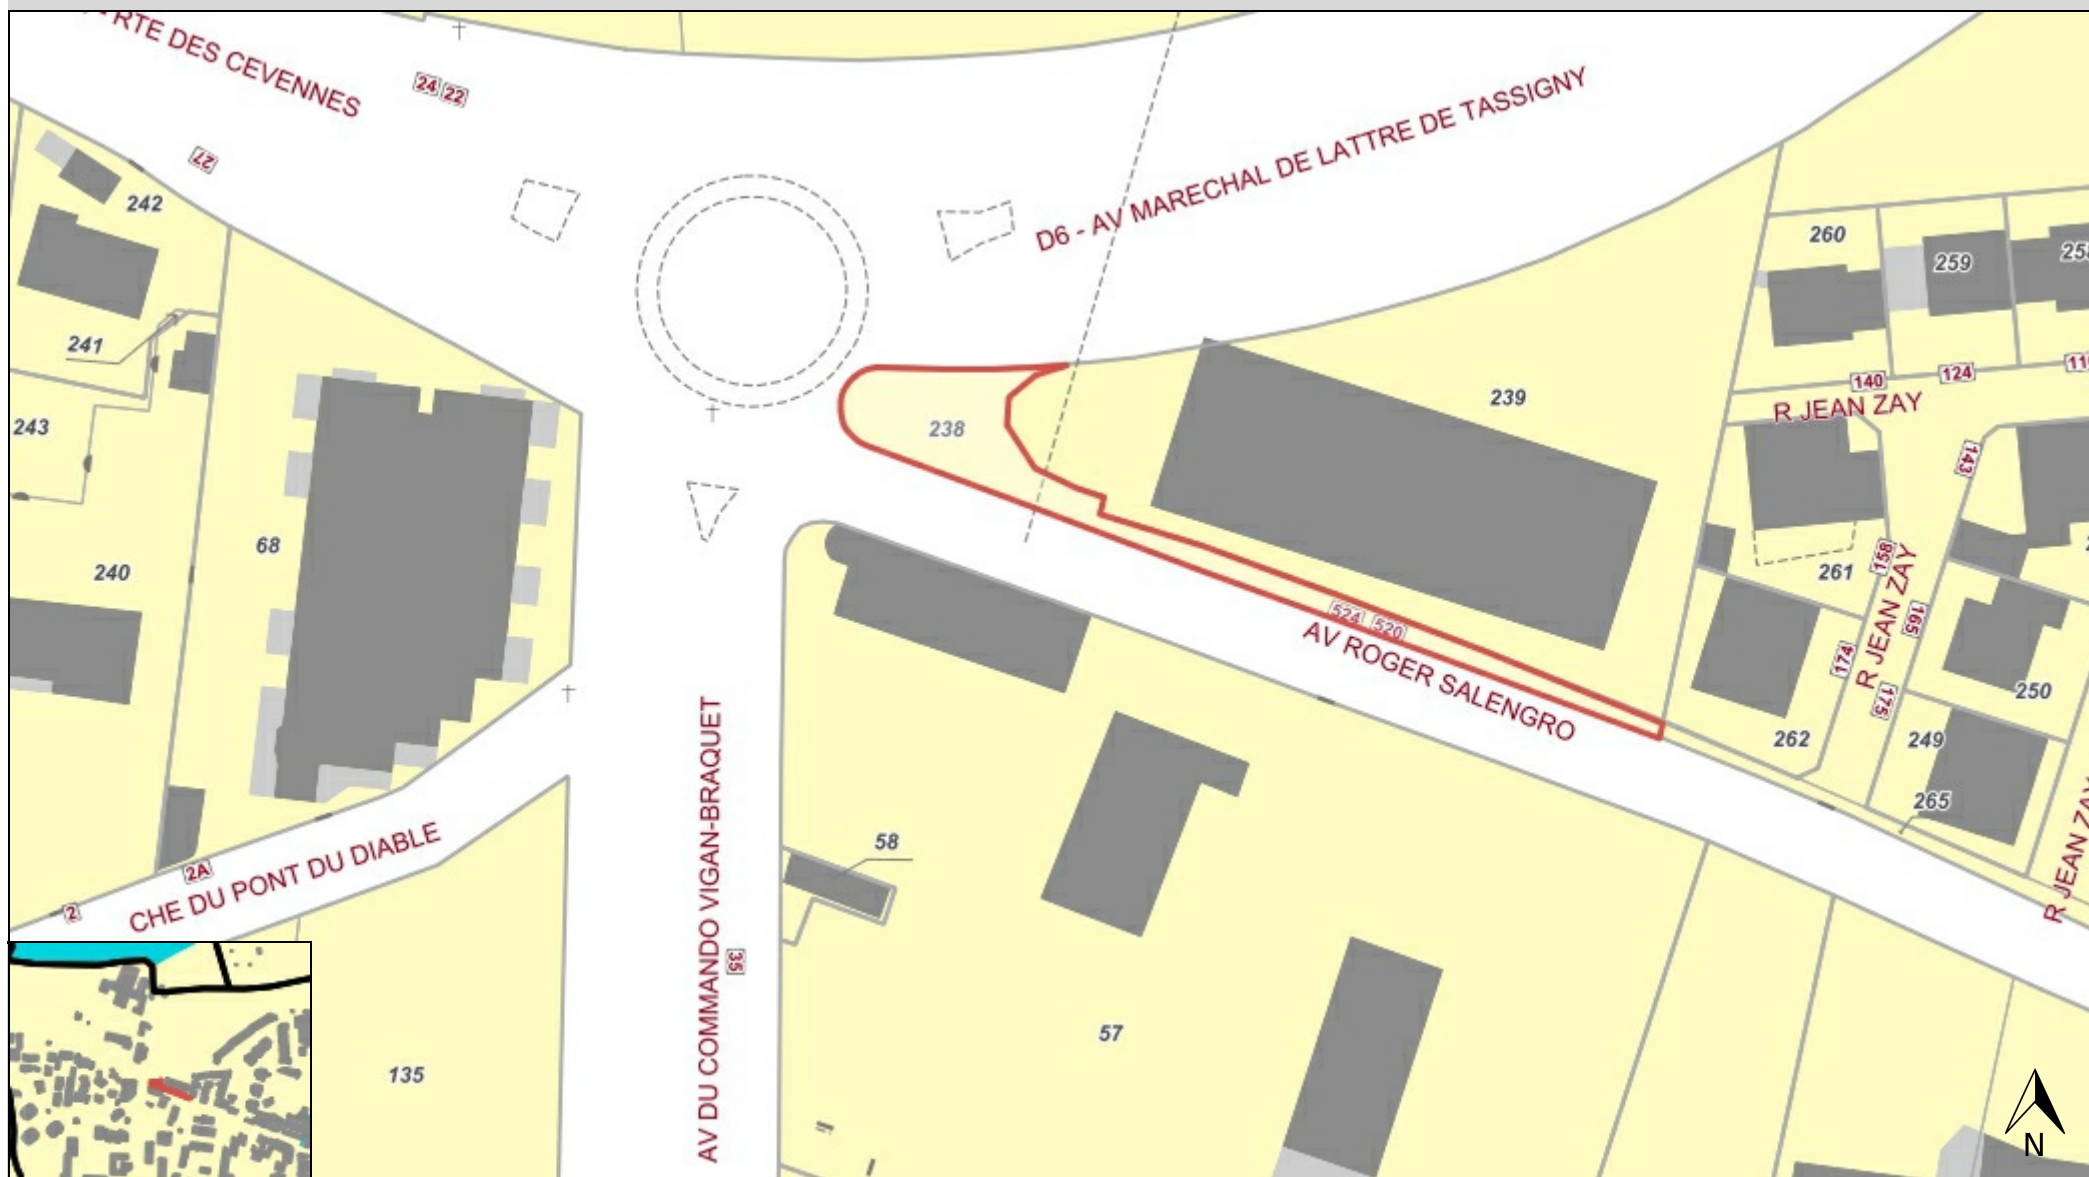 RTE DES CEVENNES
24 22
27
D6 - AV MARECHAL DE LATTRE DE TASSIGNY
242
260
259
241
140
124
R JEAN ZAY
239
238
243
143
68
240
261
158
R JEAN ZAY
165
174
175
524 520
AV ROGER SALENGRO
250
262
249
265
R JEAN ZAY
AV DU COMMANDO VIGAN-BRAQUET
35
58
2A
2
CHE DU PONT DU DIABLE
57
135
N